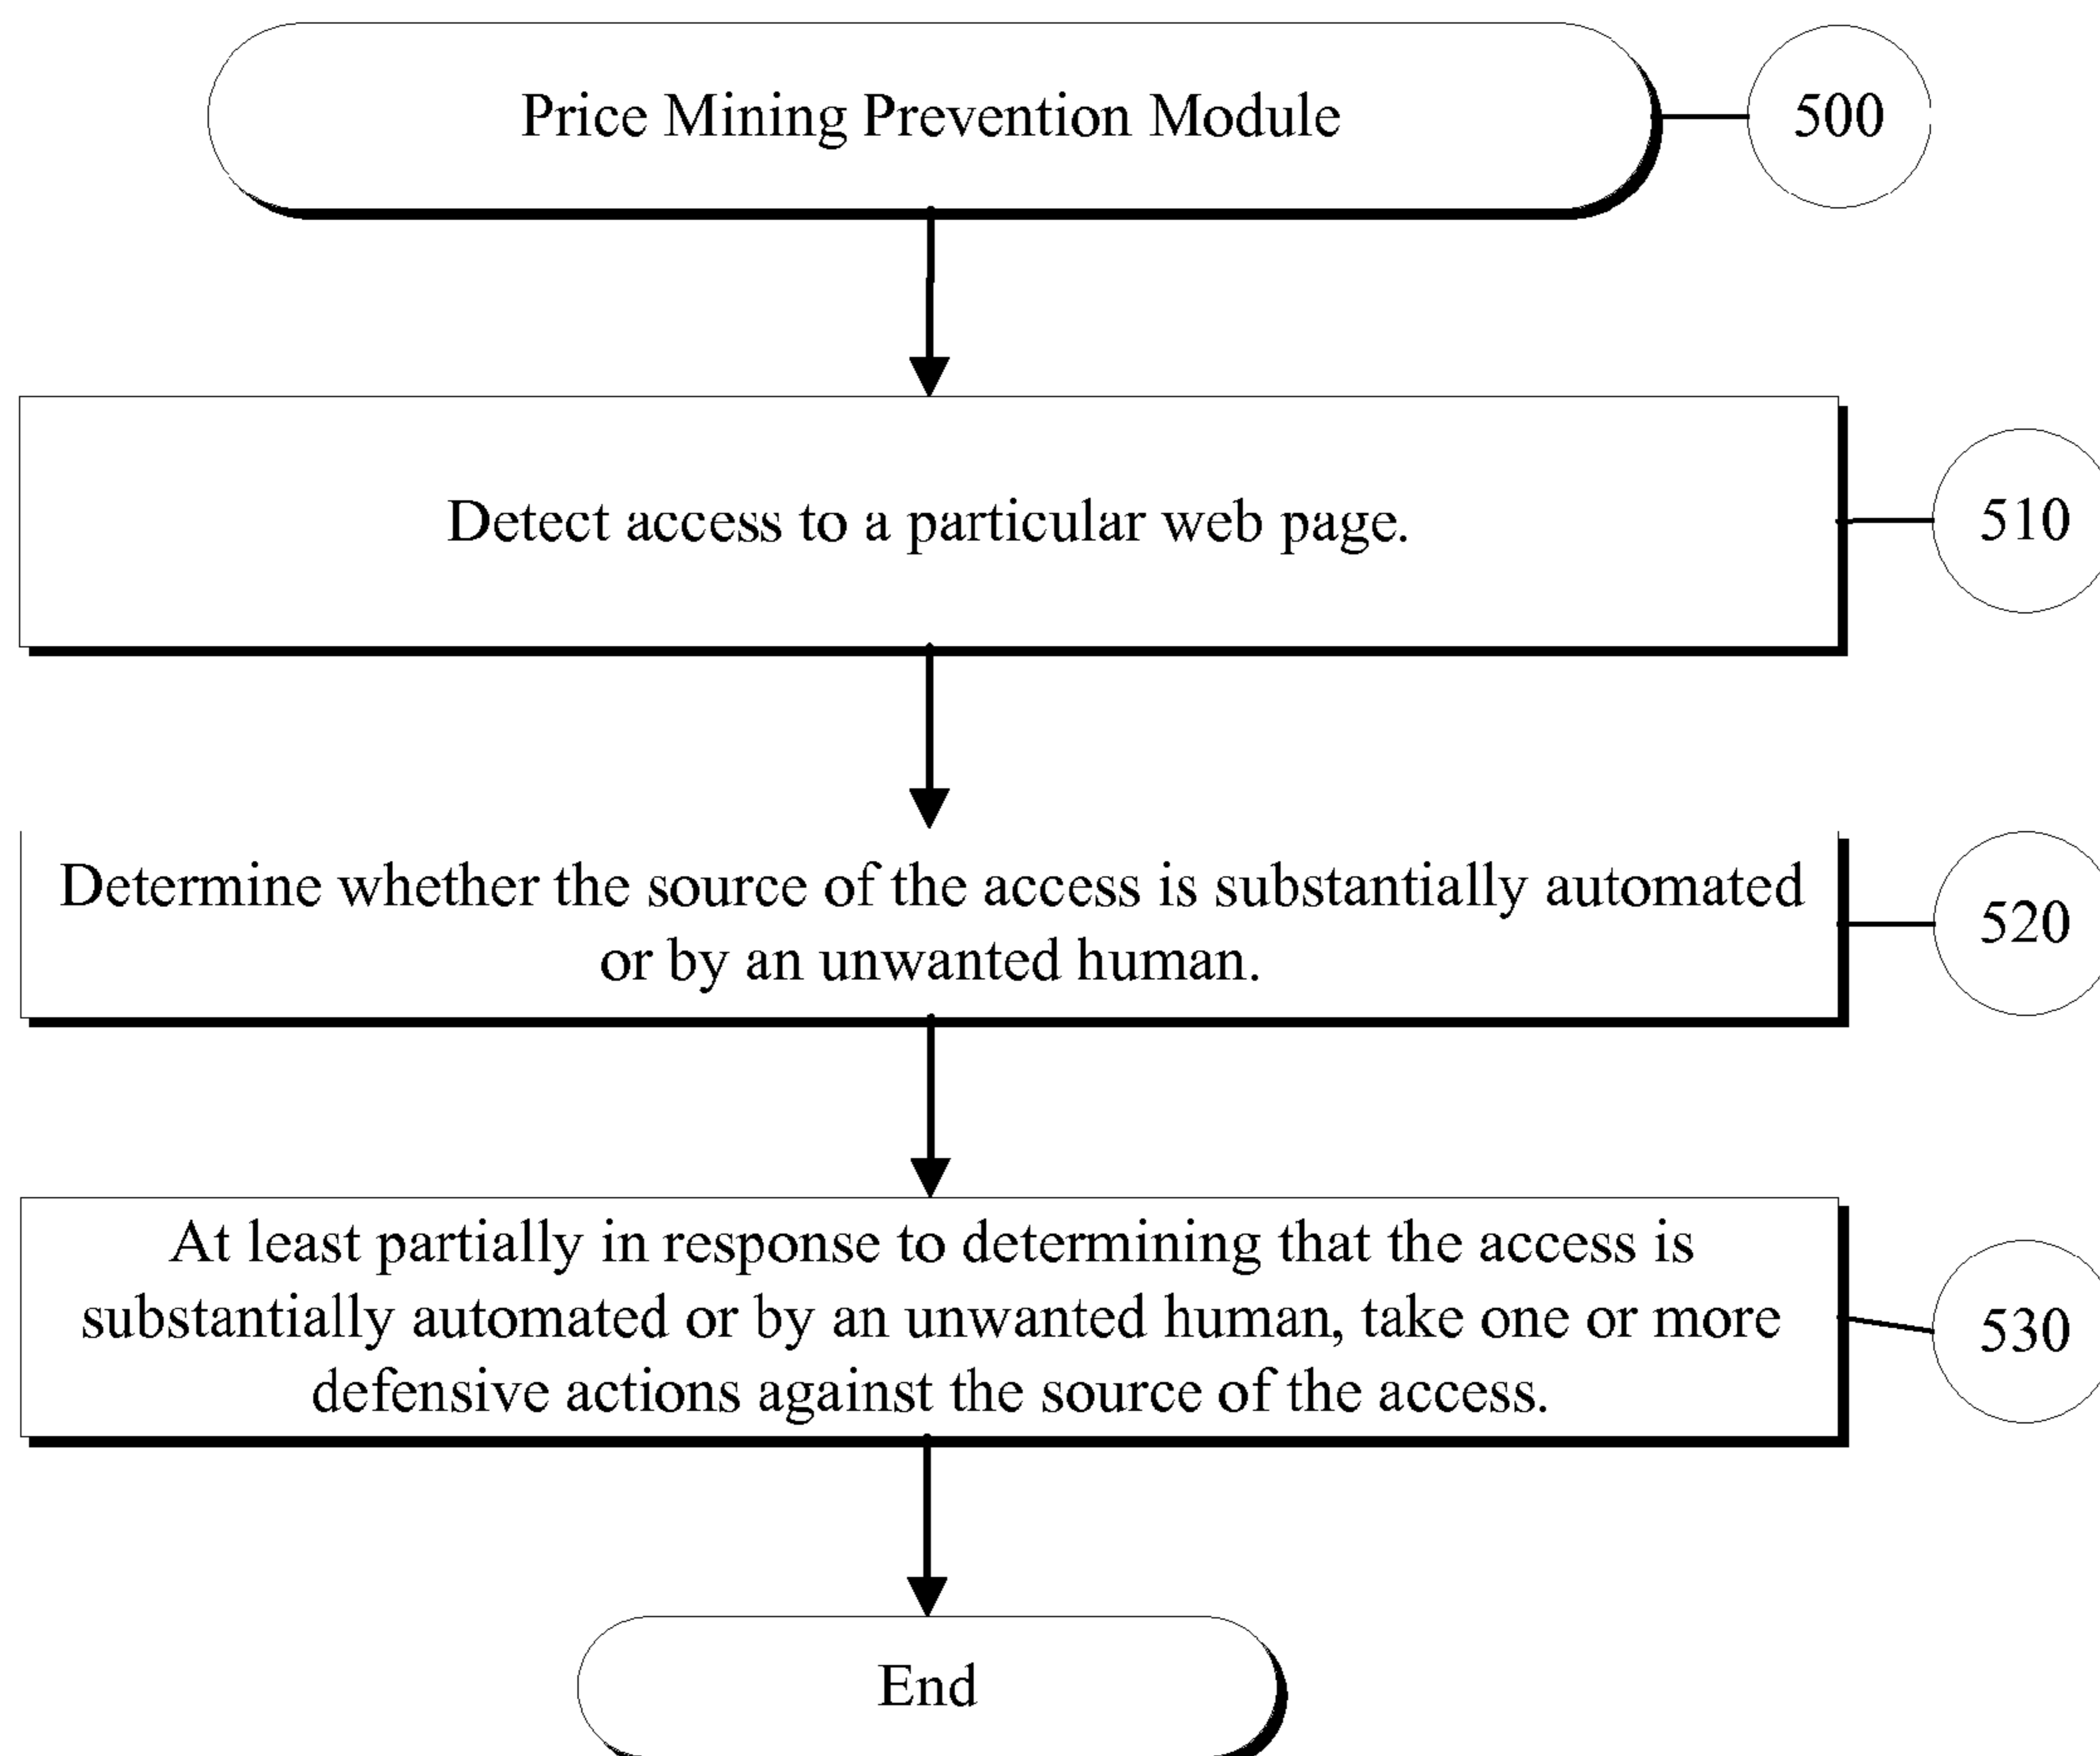 Price Mining Prevention Module
500
Detect access to a particular web page.
510
Determine whether the source of the access is substantially automated
or by an unwanted human.
520
At least partially in response to determining that the access is
substantially automated or by an unwanted human, take one or more
defensive actions against the source of the access.
530
End